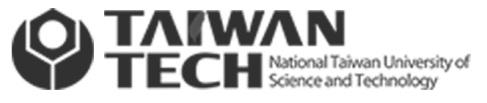 TAIWAN
TECH
National Taiwan University of
Science and Technology